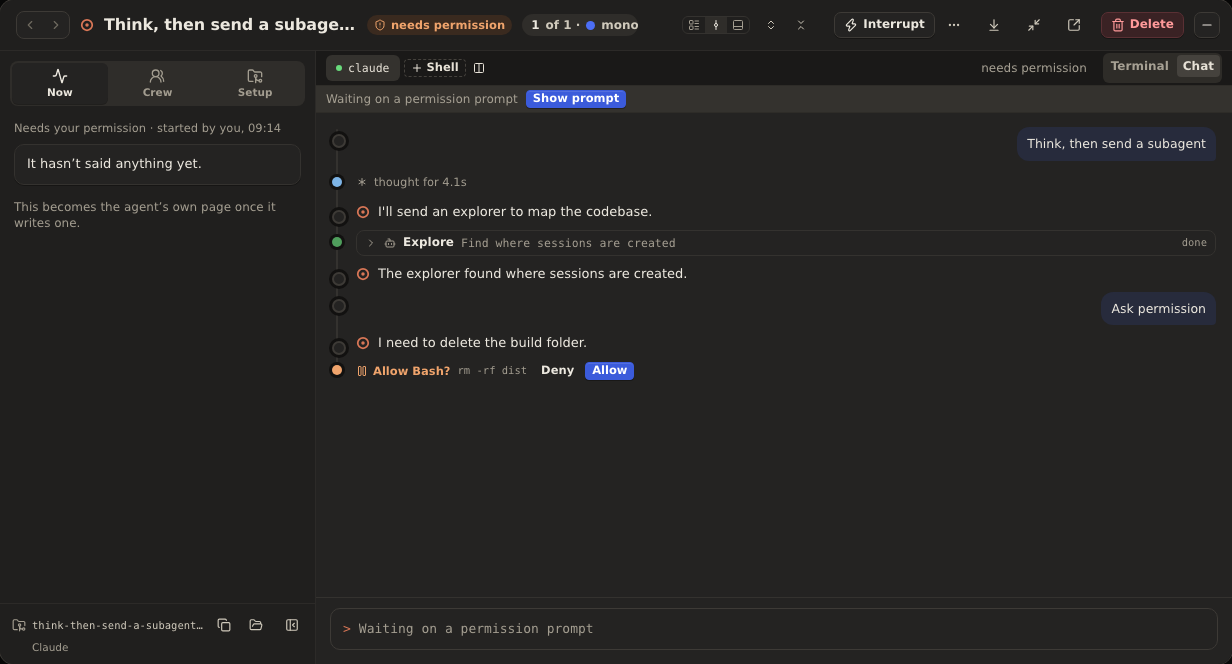 Think, then send a subage…
needs permission
1 of 1 · mono
Interrupt
Delete
Now
Crew
Setup
claude
+ Shell
needs permission
Terminal
Chat
Waiting on a permission prompt
Show prompt
Needs your permission · started by you, 09:14
It hasn’t said anything yet.
This becomes the agent’s own page once it
writes one.
Think, then send a subagent
thought for 4.1s
I'll send an explorer to map the codebase.
Explore Find where sessions are created done
The explorer found where sessions are created.
Ask permission
I need to delete the build folder.
Allow Bash? rm -rf dist Deny Allow
think-then-send-a-subagent…
Claude
> Waiting on a permission prompt